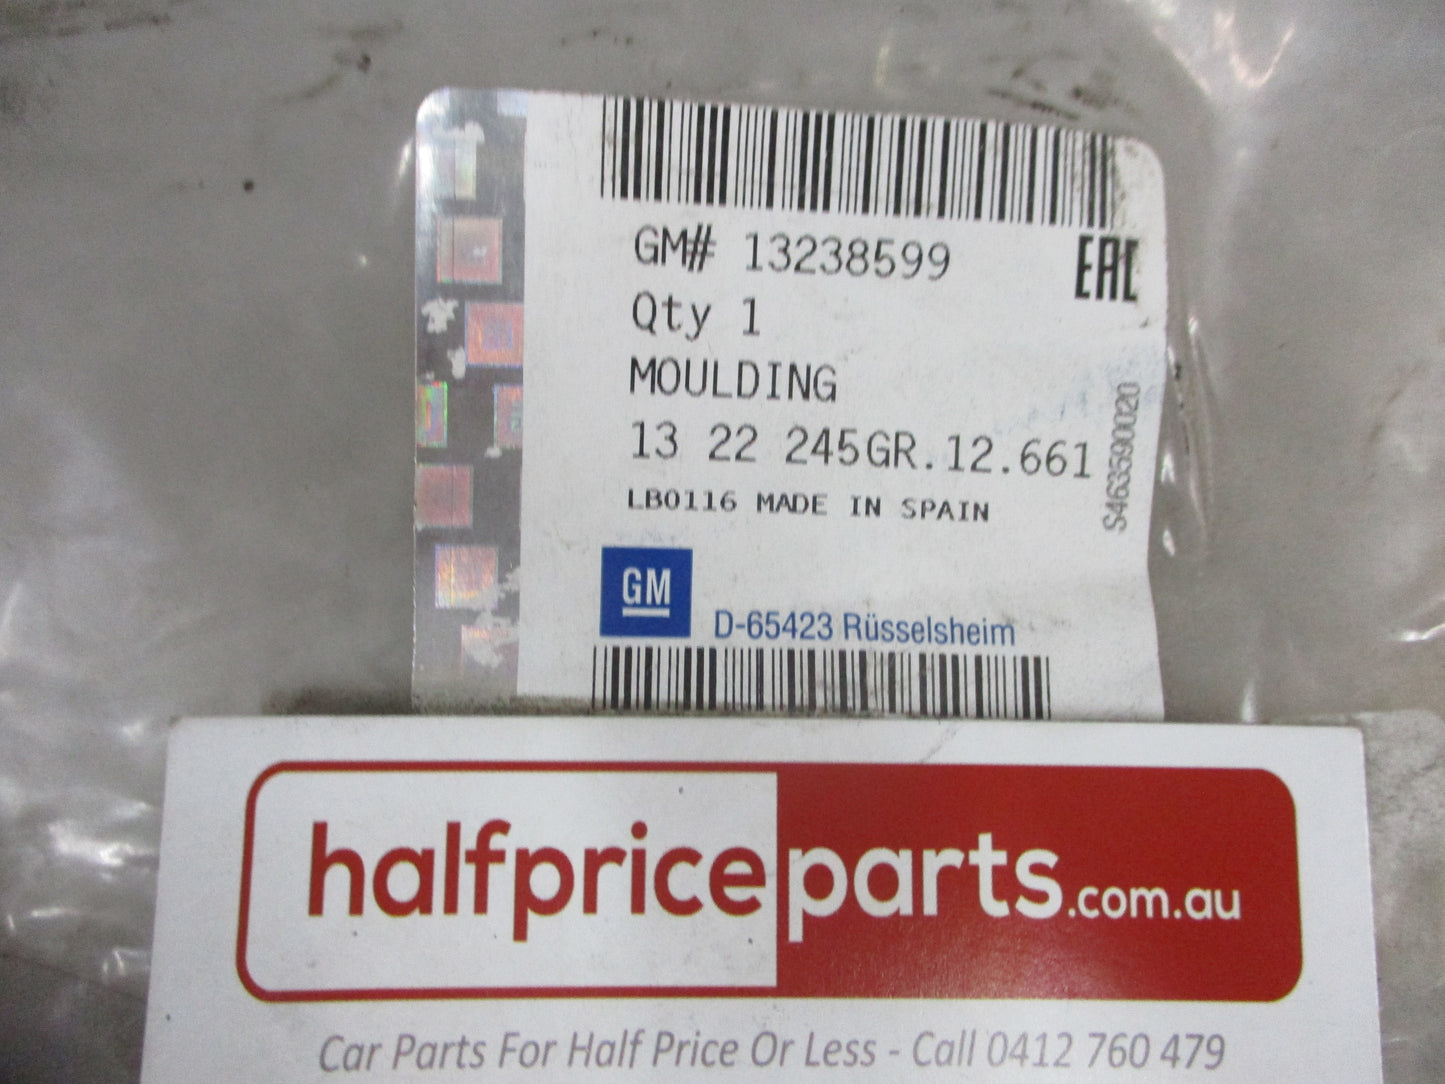 GM# 13238599
EAC
Qty 1
MOULDING
13 22 245GR.12.661
LB0116 MADE IN SPAIN
S463590020
GM
D-65423 Rüsselsheim
halfpriceparts.com.au
Car Parts For Half Price Or Less - Call 0412 760 479